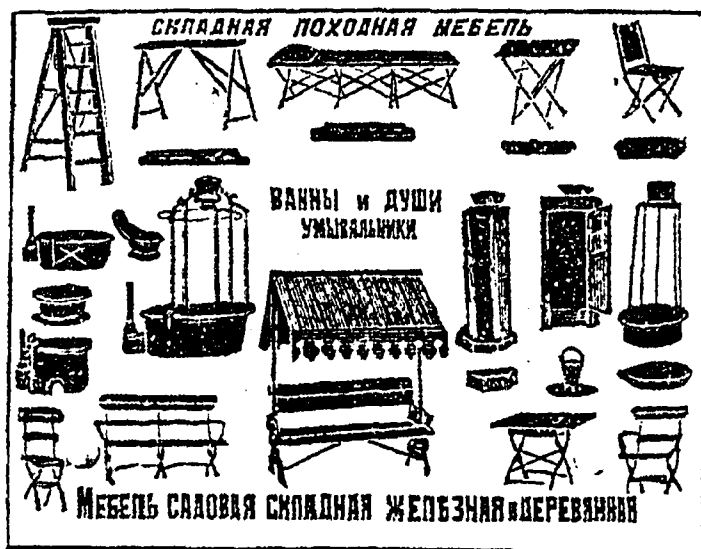 СКЛАДНАЯ ПОХОДНАЯ МЕБЕЛЬ
ВАННЫ и ДУШИ
УМЫВАЛЬНИКИ
МЕБЕЛЬ САДОВАЯ СКЛАДНАЯ ЖЕЛѢЗНАЯ и ДЕРЕВЯННАЯ